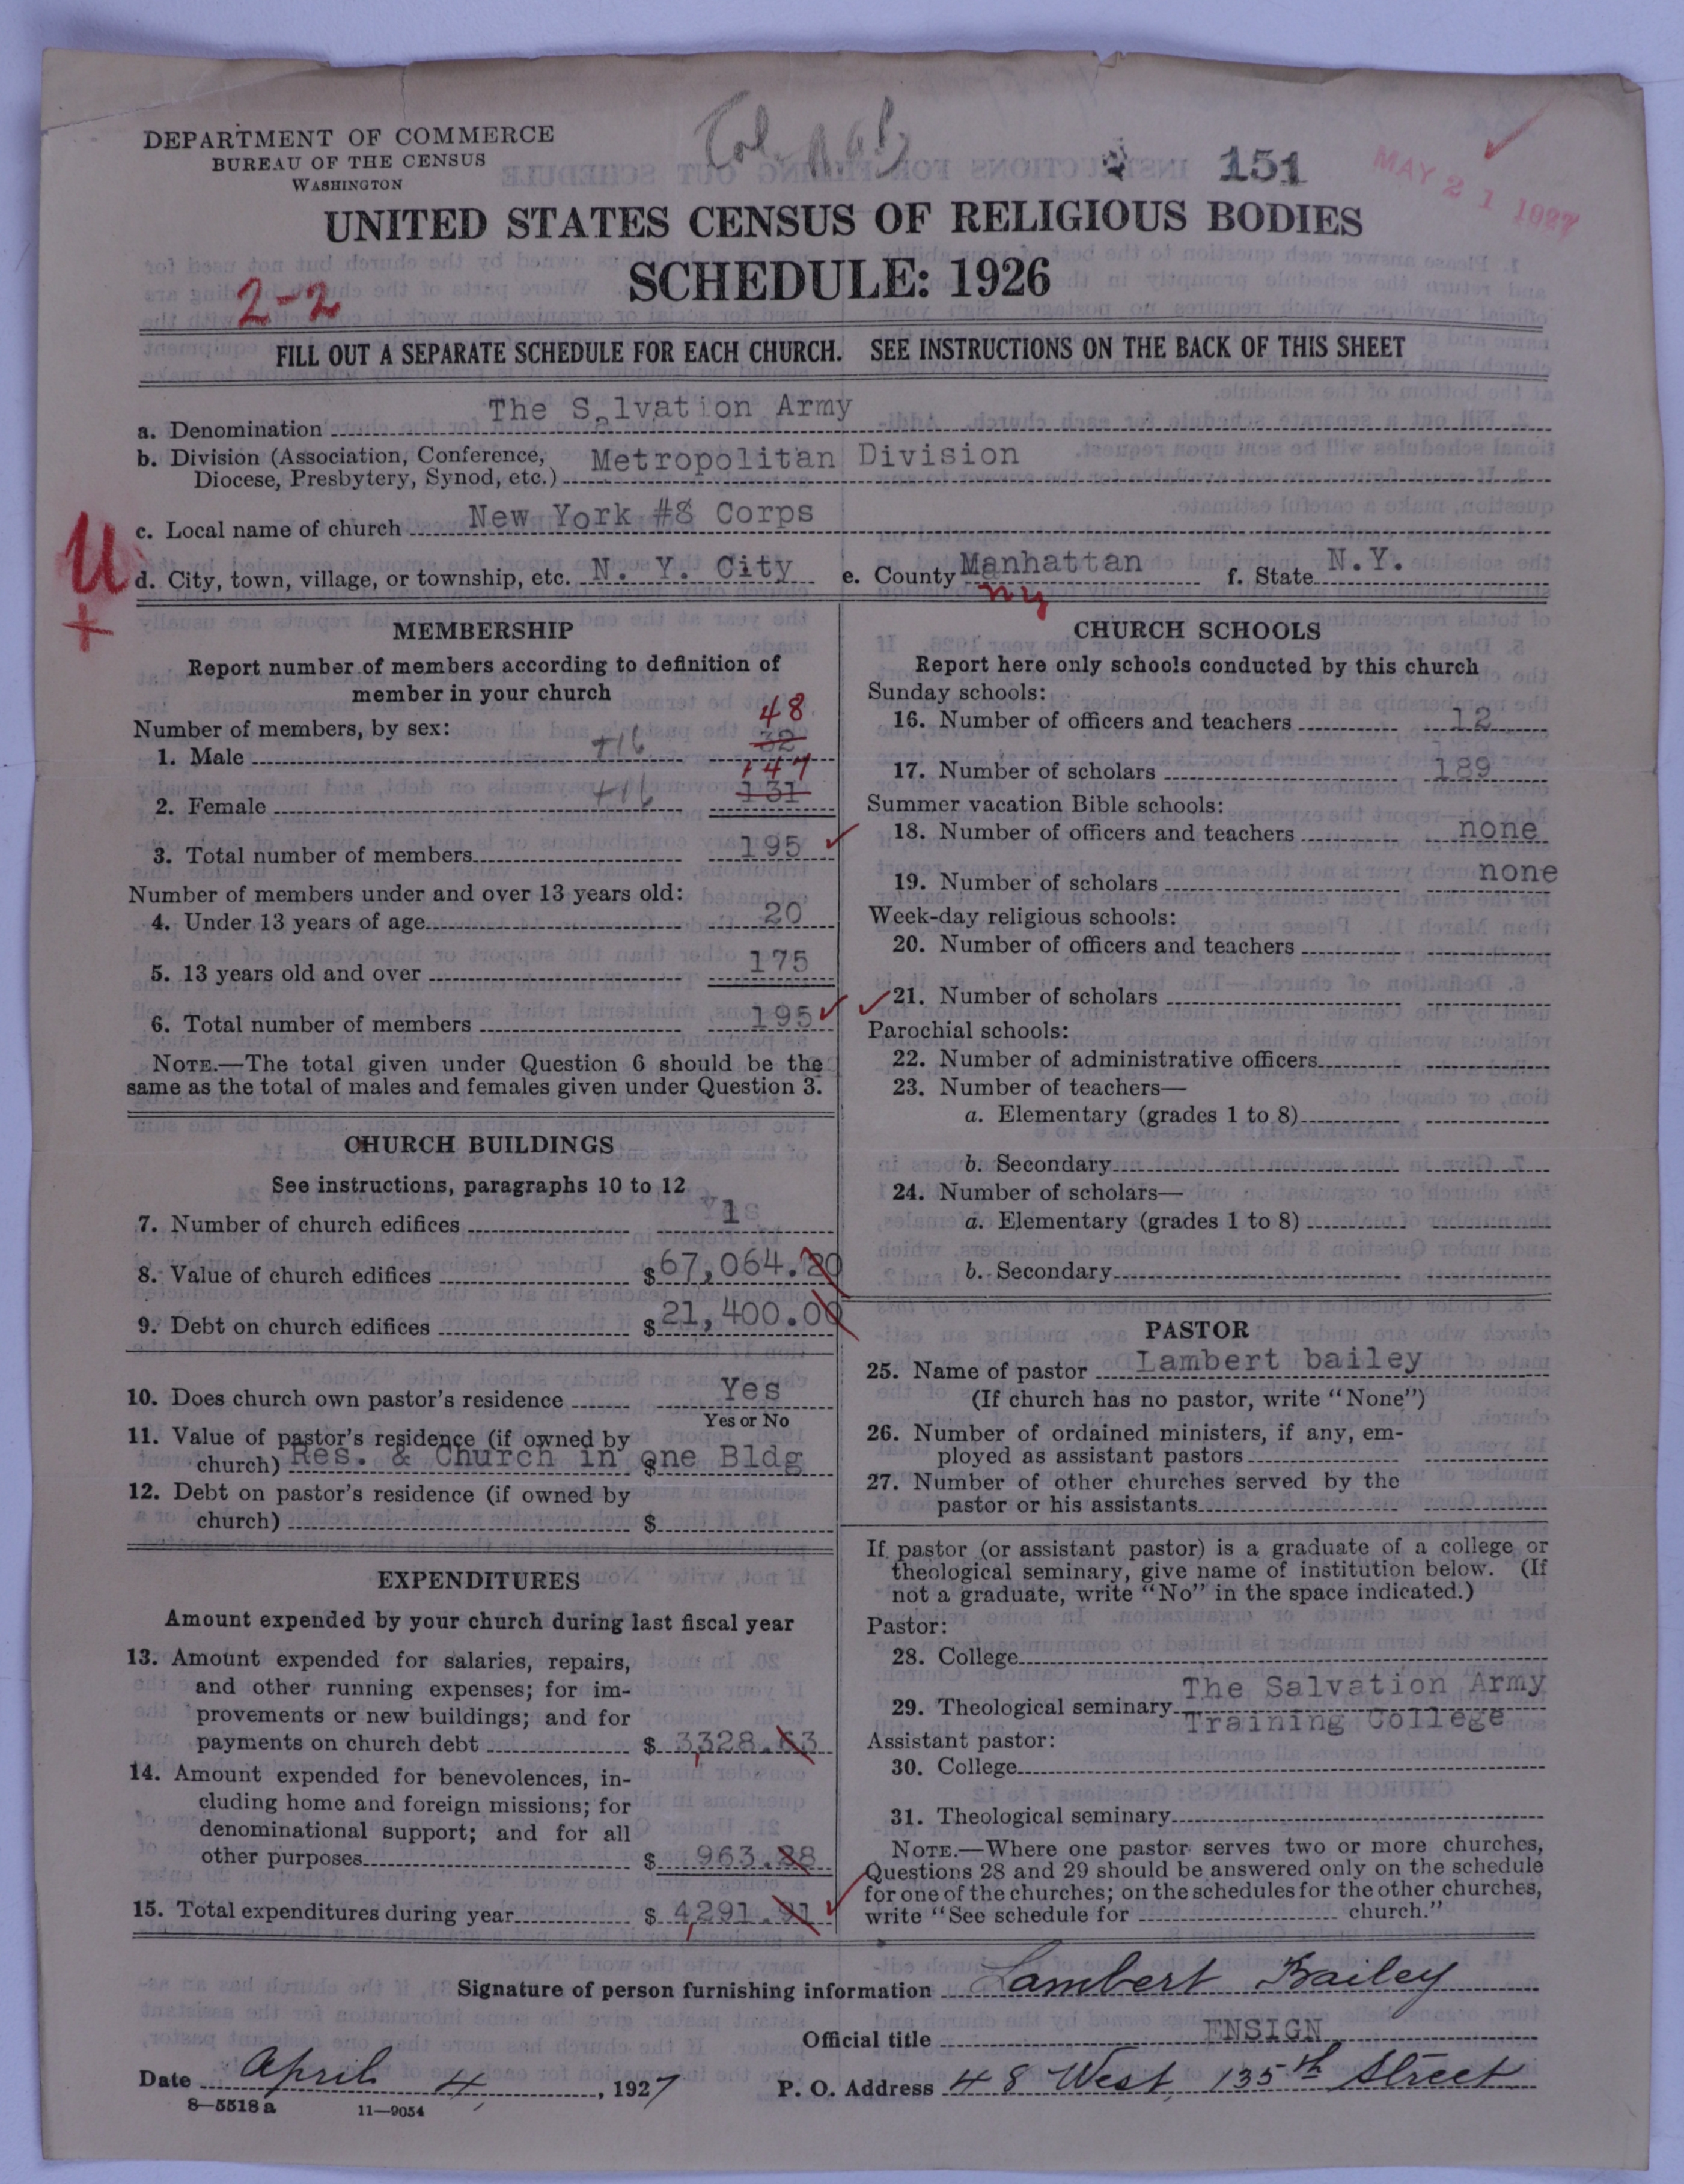 Col.
151
MAY 21 1927
DEPARTMENT OF COMMERCE
BUREAU OF THE CENSUS
WASHINGTON
UNITED STATES CENSUS OF RELIGIOUS BODIES
SCHEDULE: 1926
2-2
FILL OUT A SEPARATE SCHEDULE FOR EACH CHURCH. SEE INSTRUCTIONS ON THE BACK OF THIS SHEET
a. Denomination The Salvation Army
b. Division (Association, Conference, Diocese, Presbytery, Synod, etc.) Metropolitan Division
c. Local name of church New York #8 Corps
U
+
d. City, town, village, or township, etc. N. Y. City e. County Manhattan f. State N.Y.
ny
MEMBERSHIP
Report number of members according to definition of
member in your church
Number of members, by sex:
48
1. Male +16 32
147
2. Female +16 131
3. Total number of members 195
Number of members under and over 13 years old:
4. Under 13 years of age 20
5. 13 years old and over 175
6. Total number of members 195
NOTE.—The total given under Question 6 should be the
same as the total of males and females given under Question 3.
CHURCH BUILDINGS
See instructions, paragraphs 10 to 12
7. Number of church edifices 1
8. Value of church edifices $67,064.20
9. Debt on church edifices $21,400.00
10. Does church own pastor's residence Yes
Yes or No
11. Value of pastor's residence (if owned by
church) Res. & Church in one Bldg $
12. Debt on pastor's residence (if owned by
church) $
EXPENDITURES
Amount expended by your church during last fiscal year
13. Amount expended for salaries, repairs,
and other running expenses; for im-
provements or new buildings; and for
payments on church debt $ 3,328.63
14. Amount expended for benevolences, in-
cluding home and foreign missions; for
denominational support; and for all
other purposes $ 963.28
15. Total expenditures during year $ 4,291.91
CHURCH SCHOOLS
Report here only schools conducted by this church
Sunday schools:
16. Number of officers and teachers 12
17. Number of scholars 189
Summer vacation Bible schools:
18. Number of officers and teachers none
19. Number of scholars none
Week-day religious schools:
20. Number of officers and teachers
21. Number of scholars
Parochial schools:
22. Number of administrative officers
23. Number of teachers—
a. Elementary (grades 1 to 8)
b. Secondary
24. Number of scholars—
a. Elementary (grades 1 to 8)
b. Secondary
PASTOR
25. Name of pastor Lambert bailey
(If church has no pastor, write "None")
26. Number of ordained ministers, if any, em-
ployed as assistant pastors
27. Number of other churches served by the
pastor or his assistants
If pastor (or assistant pastor) is a graduate of a college or
theological seminary, give name of institution below. (If
not a graduate, write "No" in the space indicated.)
Pastor:
28. College
29. Theological seminary The Salvation Army
Training College
Assistant pastor:
30. College
31. Theological seminary
NOTE.—Where one pastor serves two or more churches,
Questions 28 and 29 should be answered only on the schedule
for one of the churches; on the schedules for the other churches,
write "See schedule for church."
Signature of person furnishing information Lambert Bailey
Official title ENSIGN
Date April 4, 1927 P. O. Address 48 West 135th Street
8—5518a 11—9054